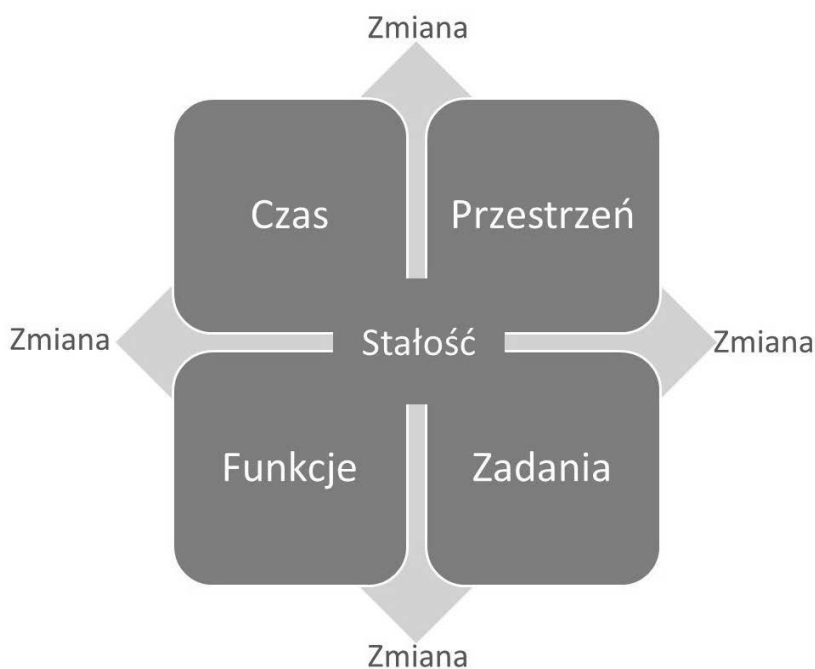 Zmiana
Czas
Przestrzeń
Zmiana
Stałość
Zmiana
Funkcje
Zadania
Zmiana